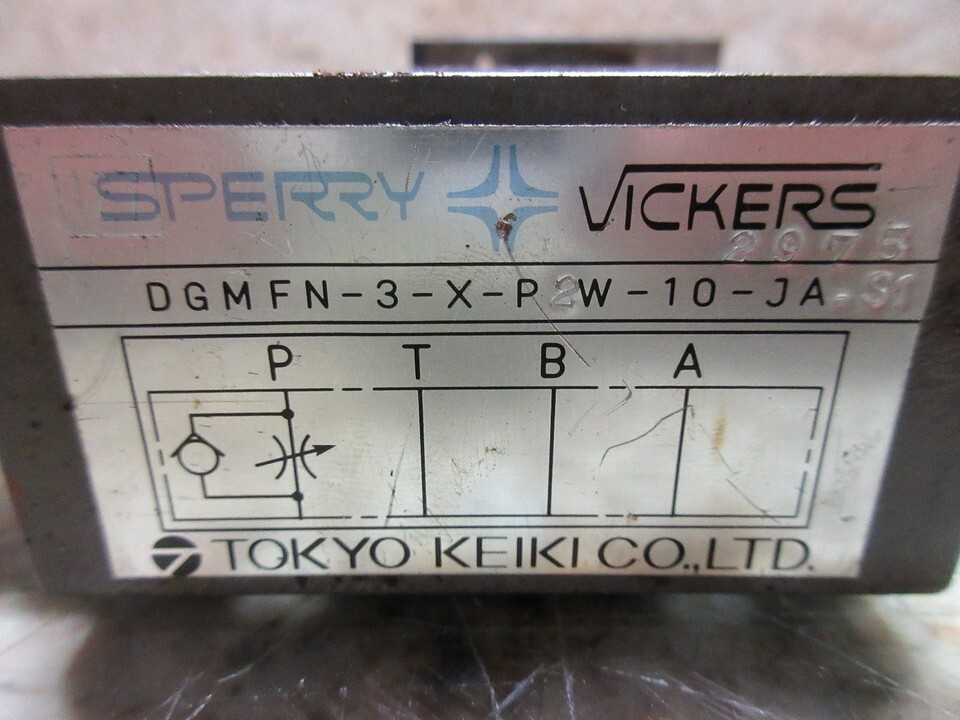 SPERRY VICKERS
2975
DGMFN-3-X-P2W-10-JA-S1
P T B A
TOKYO KEIKI CO., LTD.